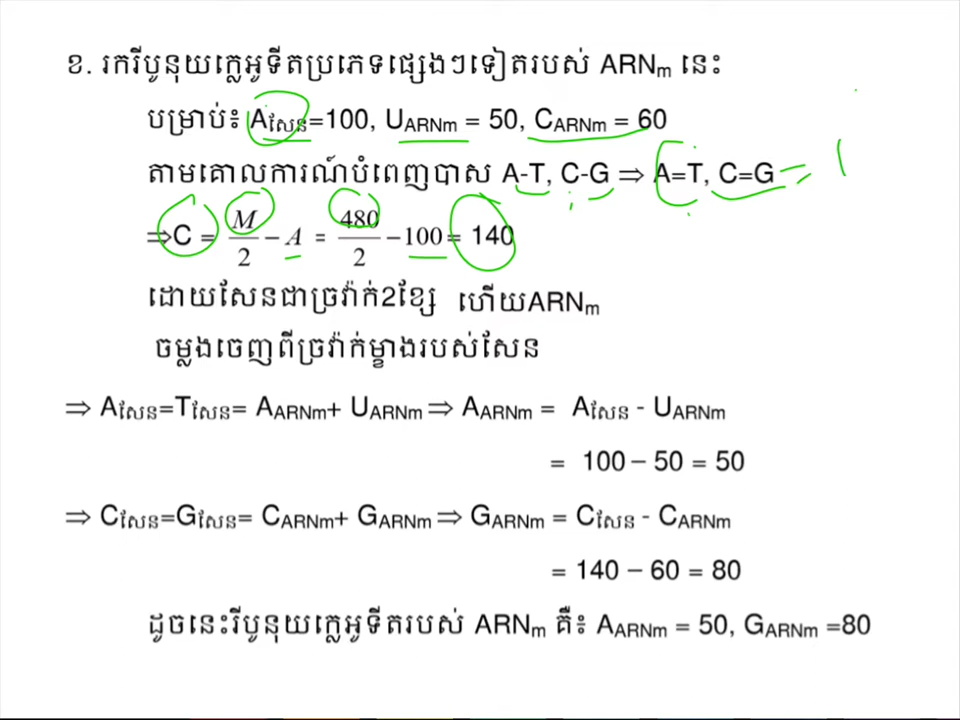 ខ. រករីបូនុយក្លេអូទីតប្រភេទផ្សេងៗទៀតរបស់ ARNm នេះ
បម្រាប់៖ Aសែន=100, UARNm = 50, CARNm = 60
តាមគោលការណ៍បំពេញបាស A-T, C-G ⇒ A=T, C=G
⇒C = M/2 − A = 480/2 − 100 = 140
ដោយសែនជាច្រវ៉ាក់2ខ្សែ ហើយARNm
ចម្លងចេញពីច្រវ៉ាក់ម្ខាងរបស់សែន
⇒ Aសែន=Tសែន= AARNm+ UARNm ⇒ AARNm = Aសែន - UARNm
= 100 – 50 = 50
⇒ Cសែន=Gសែន= CARNm+ GARNm ⇒ GARNm = Cសែន - CARNm
= 140 – 60 = 80
ដូចនេះរីបូនុយក្លេអូទីតរបស់ ARNm គឺ៖ AARNm = 50, GARNm =80